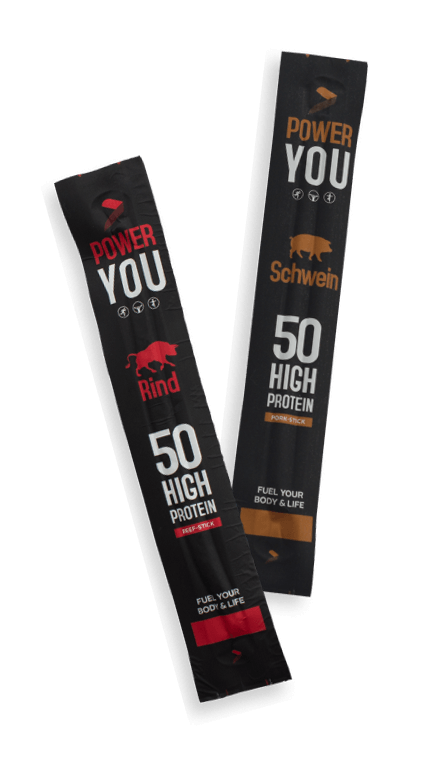 POWER
YOU
Rind
50
HIGH
PROTEIN
BEEF-STICK
FUEL YOUR
BODY & LIFE
POWER
YOU
Schwein
50
HIGH
PROTEIN
PORK-STICK
FUEL YOUR
BODY & LIFE